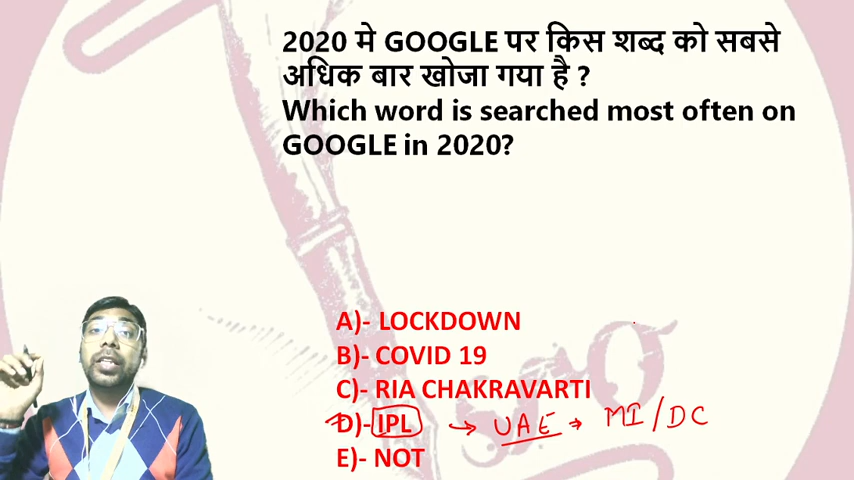 2020 मे GOOGLE पर किस शब्द को सबसे
अधिक बार खोजा गया है ?
Which word is searched most often on
GOOGLE in 2020?
A)- LOCKDOWN
B)- COVID 19
C)- RIA CHAKRAVARTI
D)- IPL → UAE → MI/DC
E)- NOT